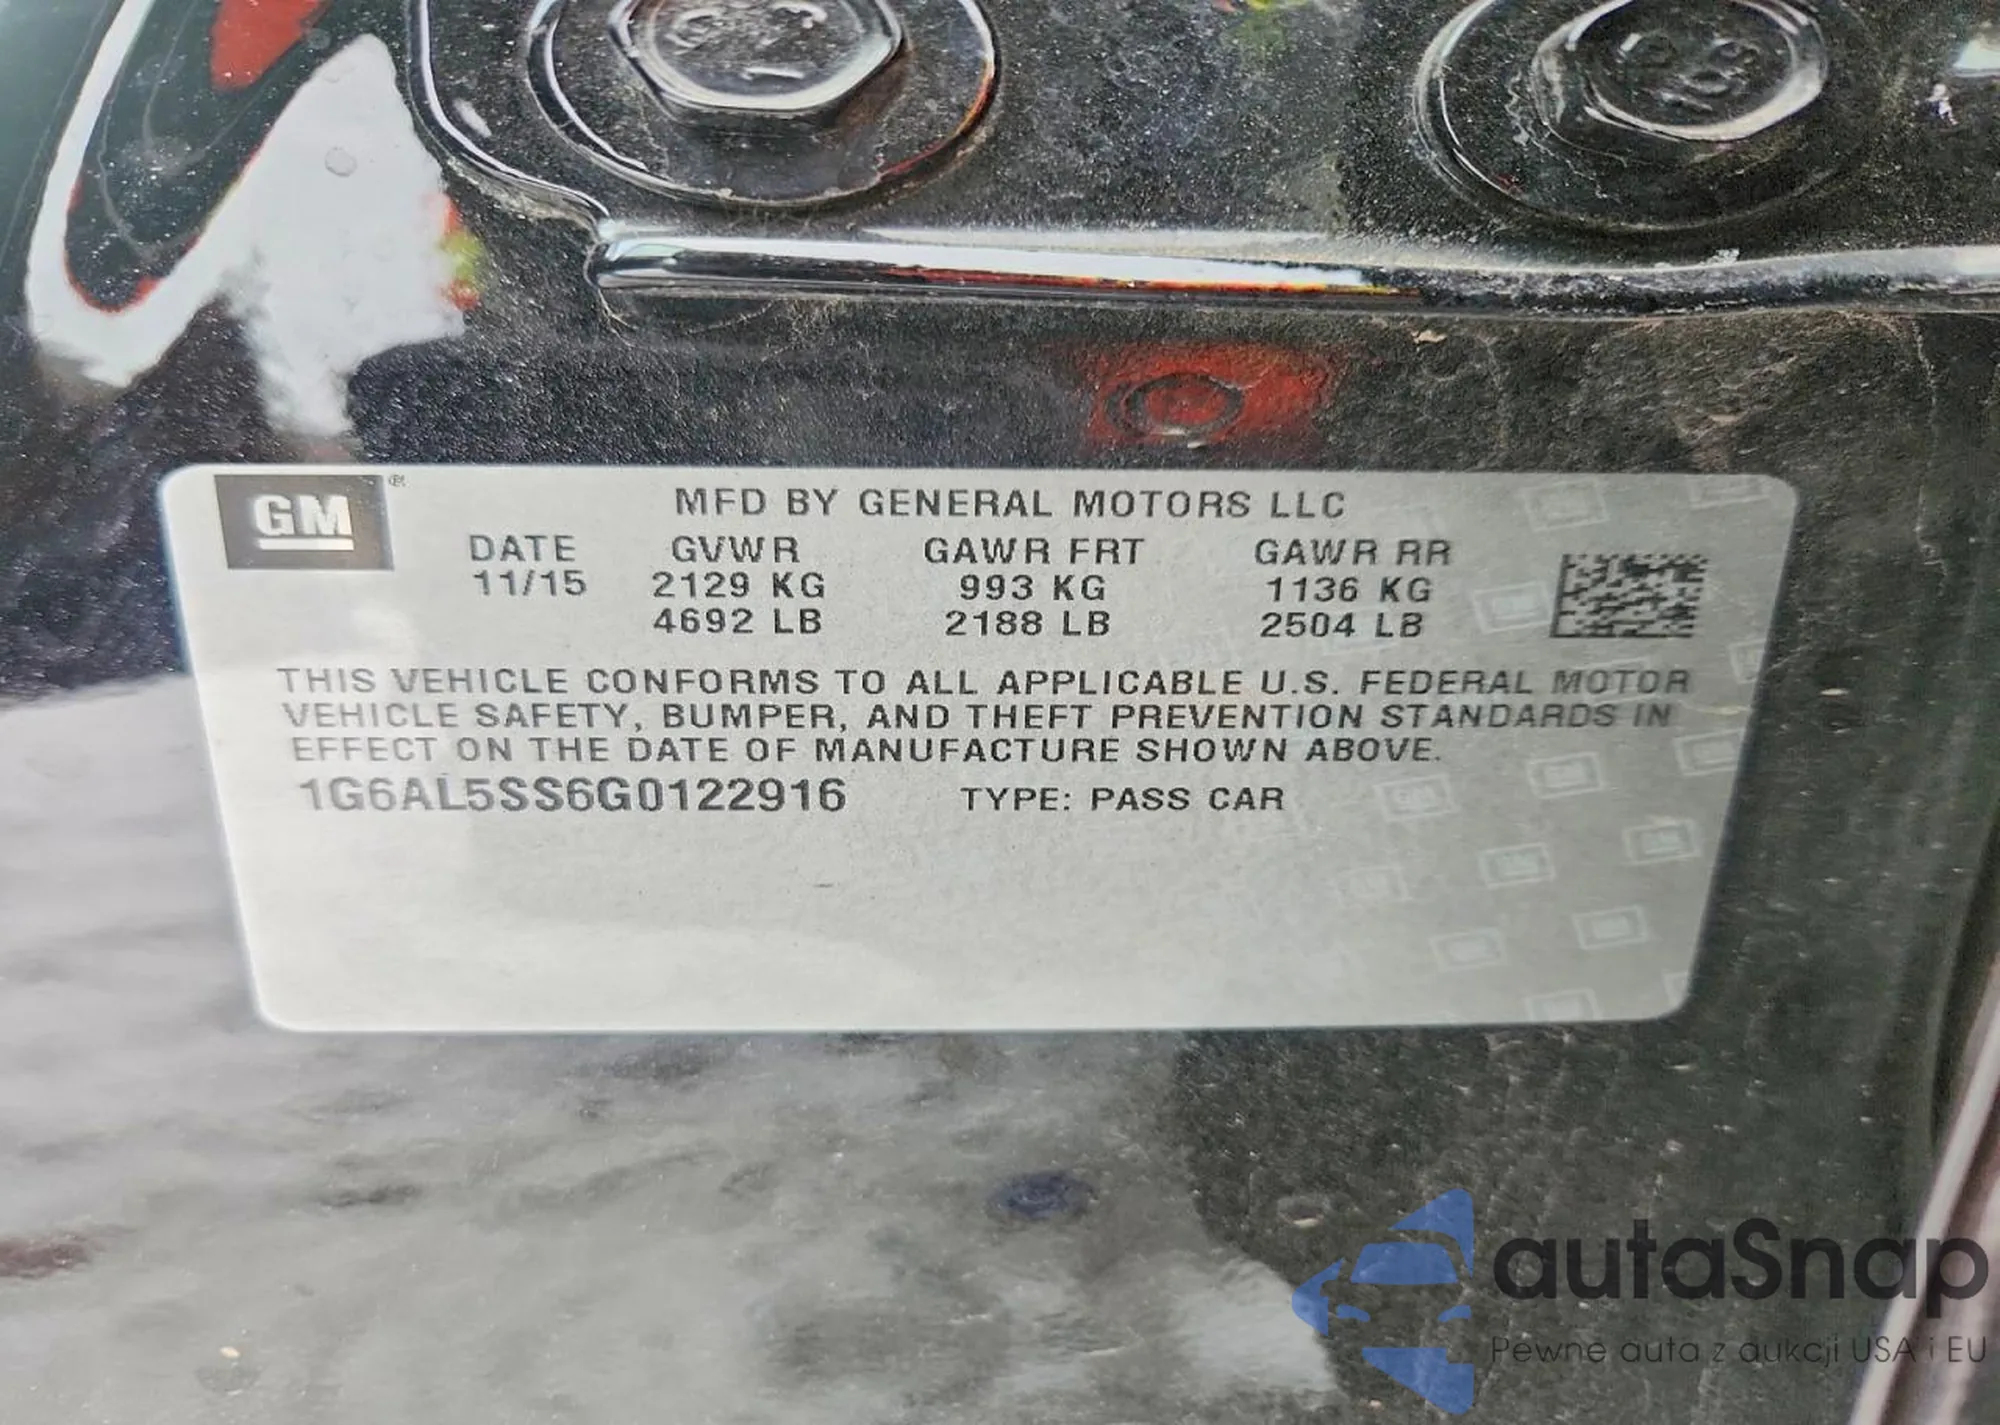 GM®
MFD BY GENERAL MOTORS LLC
DATE GVWR GAWR FRT GAWR RR
11/15 2129 KG 993 KG 1136 KG
4692 LB 2188 LB 2504 LB
THIS VEHICLE CONFORMS TO ALL APPLICABLE U.S. FEDERAL MOTOR
VEHICLE SAFETY, BUMPER, AND THEFT PREVENTION STANDARDS IN
EFFECT ON THE DATE OF MANUFACTURE SHOWN ABOVE.
1G6AL5SS6G0122916 TYPE: PASS CAR
autaSnap
Pewne auta z aukcji USA i EU